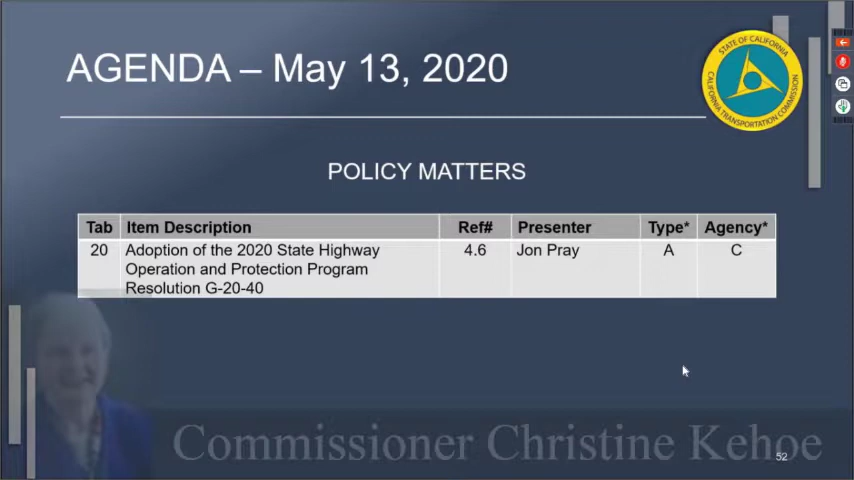 AGENDA – May 13, 2020
STATE OF CALIFORNIA
CALIFORNIA TRANSPORTATION COMMISSION
POLICY MATTERS
Tab Item Description Ref# Presenter Type* Agency*
20 Adoption of the 2020 State Highway 4.6 Jon Pray A C
Operation and Protection Program
Resolution G-20-40
Commissioner Christine Kehoe
52